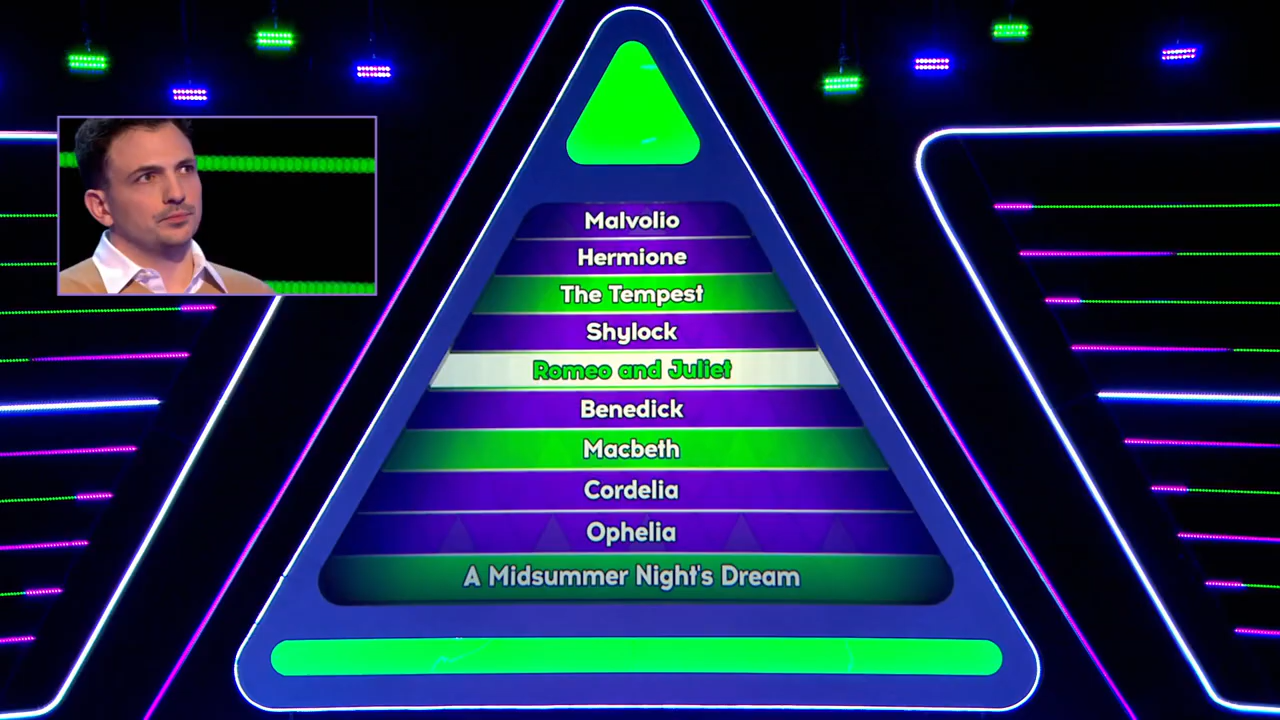 Malvolio
Hermione
The Tempest
Shylock
Romeo and Juliet
Benedick
Macbeth
Cordelia
Ophelia
A Midsummer Night's Dream